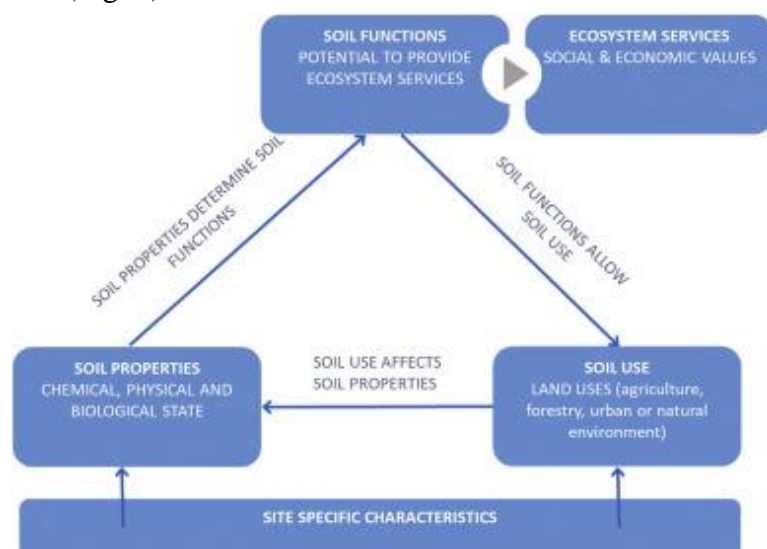 SOIL FUNCTIONS
POTENTIAL TO PROVIDE
ECOSYSTEM SERVICES
ECOSYSTEM SERVICES
SOCIAL & ECONOMIC VALUES
SOIL PROPERTIES DETERMINE SOIL
FUNCTIONS
SOIL FUNCTIONS ALLOW
SOIL USE
SOIL PROPERTIES
CHEMICAL, PHYSICAL AND
BIOLOGICAL STATE
SOIL USE AFFECTS
SOIL PROPERTIES
SOIL USE
LAND USES (agriculture,
forestry, urban or natural
environment)
SITE SPECIFIC CHARACTERISTICS